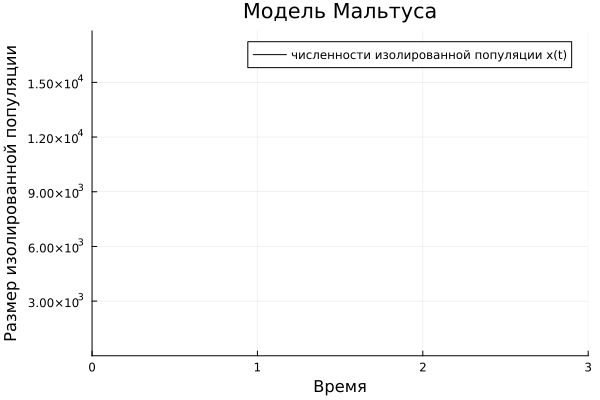 Модель Мальтуса
численности изолированной популяции x(t)
Размер изолированной популяции
1.50×10⁴
1.20×10⁴
9.00×10³
6.00×10³
3.00×10³
0 1 2 3
Время